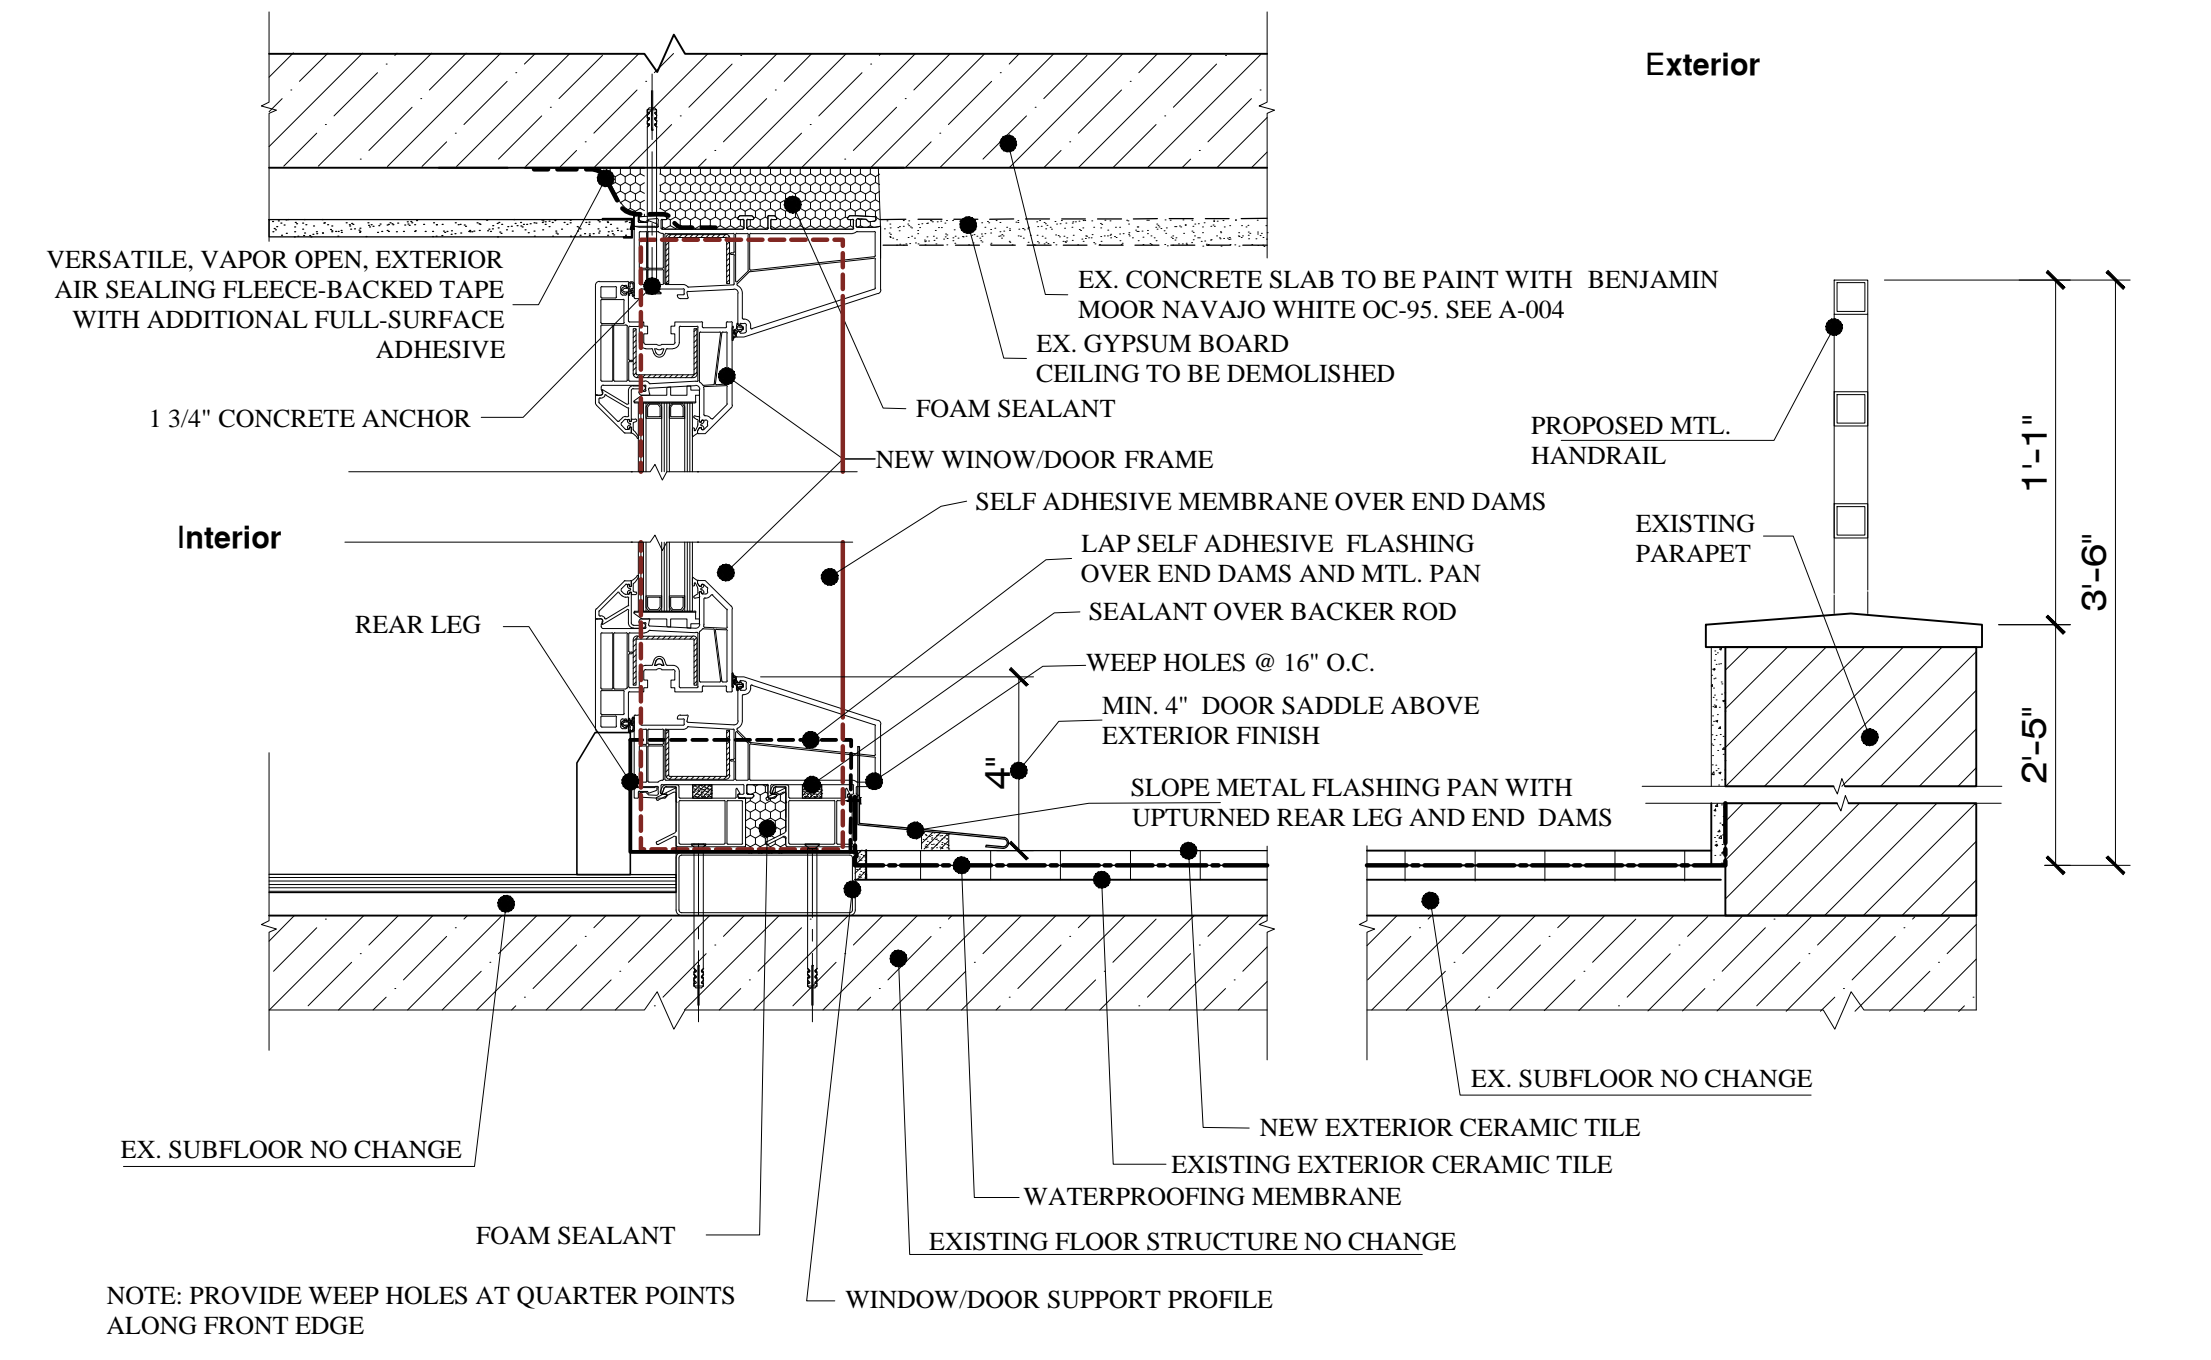 Exterior
VERSATILE, VAPOR OPEN, EXTERIOR
AIR SEALING FLEECE-BACKED TAPE
WITH ADDITIONAL FULL-SURFACE
ADHESIVE
1 3/4" CONCRETE ANCHOR
EX. CONCRETE SLAB TO BE PAINT WITH BENJAMIN
MOOR NAVAJO WHITE OC-95. SEE A-004
EX. GYPSUM BOARD
CEILING TO BE DEMOLISHED
FOAM SEALANT
NEW WINOW/DOOR FRAME
PROPOSED MTL.
HANDRAIL
1'-1"
3'-6"
2'-5"
Interior
SELF ADHESIVE MEMBRANE OVER END DAMS
LAP SELF ADHESIVE FLASHING
OVER END DAMS AND MTL. PAN
EXISTING
PARAPET
SEALANT OVER BACKER ROD
REAR LEG
WEEP HOLES @ 16" O.C.
MIN. 4" DOOR SADDLE ABOVE
EXTERIOR FINISH
4"
SLOPE METAL FLASHING PAN WITH
UPTURNED REAR LEG AND END DAMS
EX. SUBFLOOR NO CHANGE
NEW EXTERIOR CERAMIC TILE
EX. SUBFLOOR NO CHANGE
EXISTING EXTERIOR CERAMIC TILE
WATERPROOFING MEMBRANE
FOAM SEALANT
EXISTING FLOOR STRUCTURE NO CHANGE
NOTE: PROVIDE WEEP HOLES AT QUARTER POINTS
ALONG FRONT EDGE
WINDOW/DOOR SUPPORT PROFILE